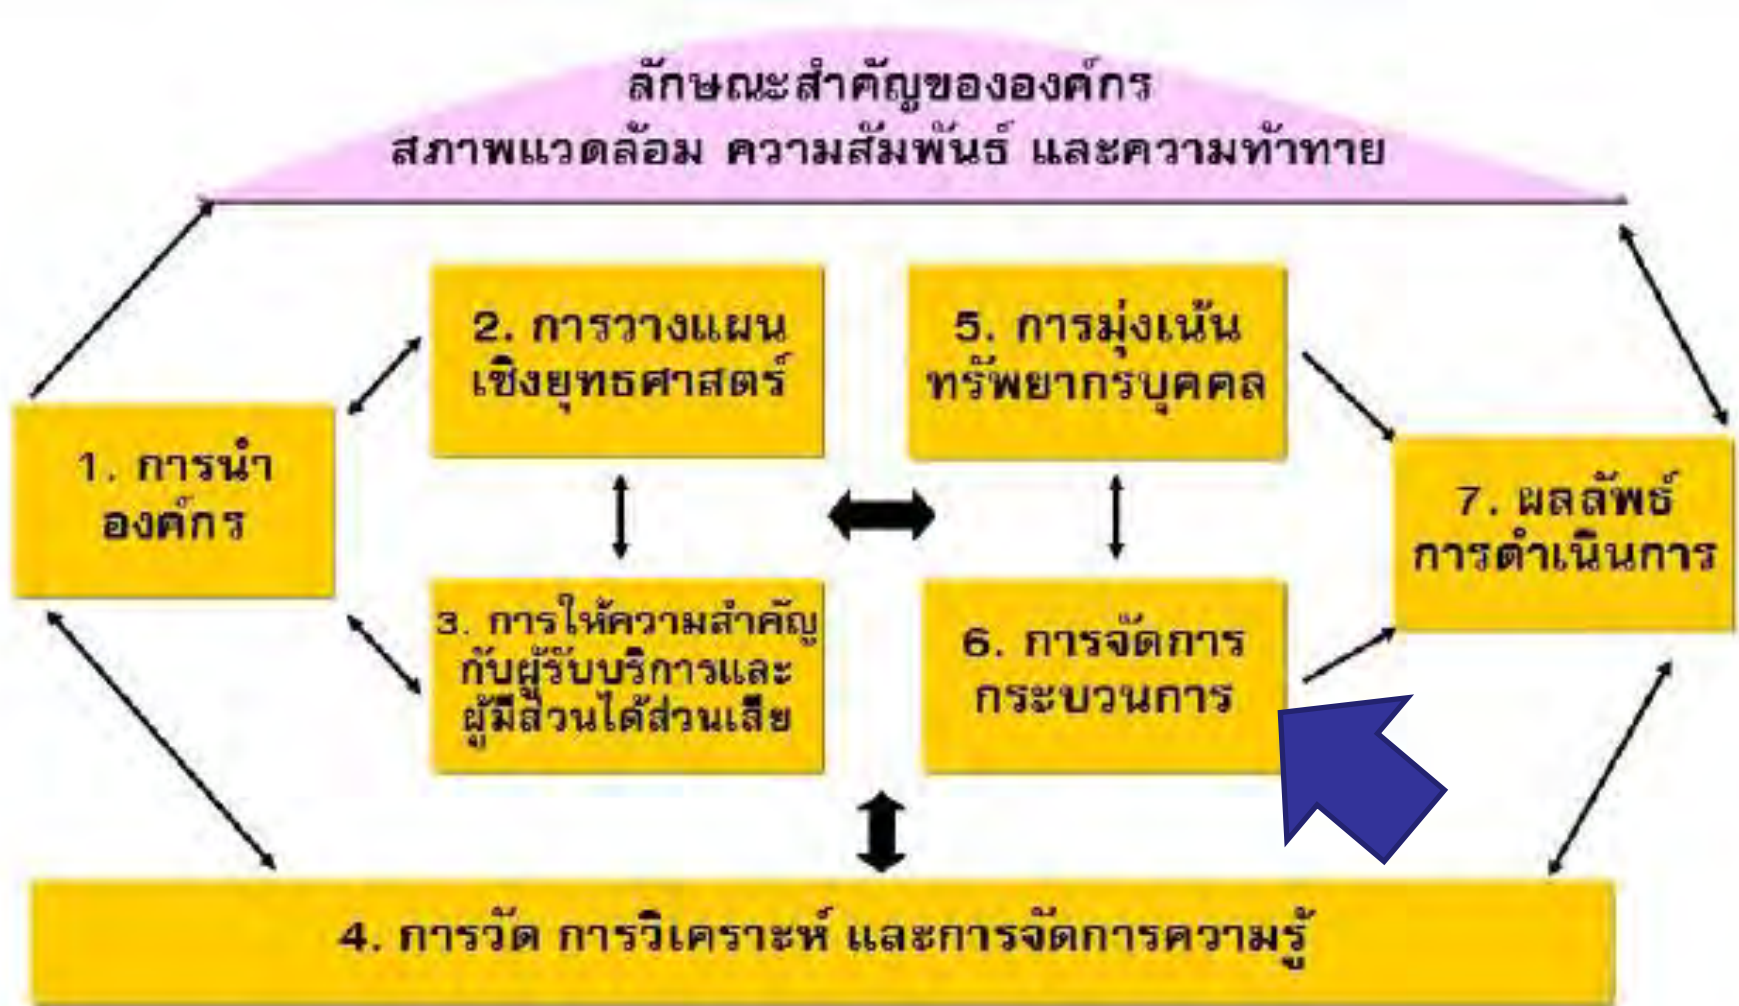 ลักษณะสำคัญขององค์กร
สภาพแวดล้อม ความสัมพันธ์ และความท้าทาย
2. การวางแผน
เชิงยุทธศาสตร์
5. การมุ่งเน้น
ทรัพยากรบุคคล
1. การนำ
องค์กร
7. ผลลัพธ์
การดำเนินการ
3. การให้ความสำคัญ
กับผู้รับบริการและ
ผู้มีส่วนได้ส่วนเสีย
6. การจัดการ
กระบวนการ
4. การวัด การวิเคราะห์ และการจัดการความรู้